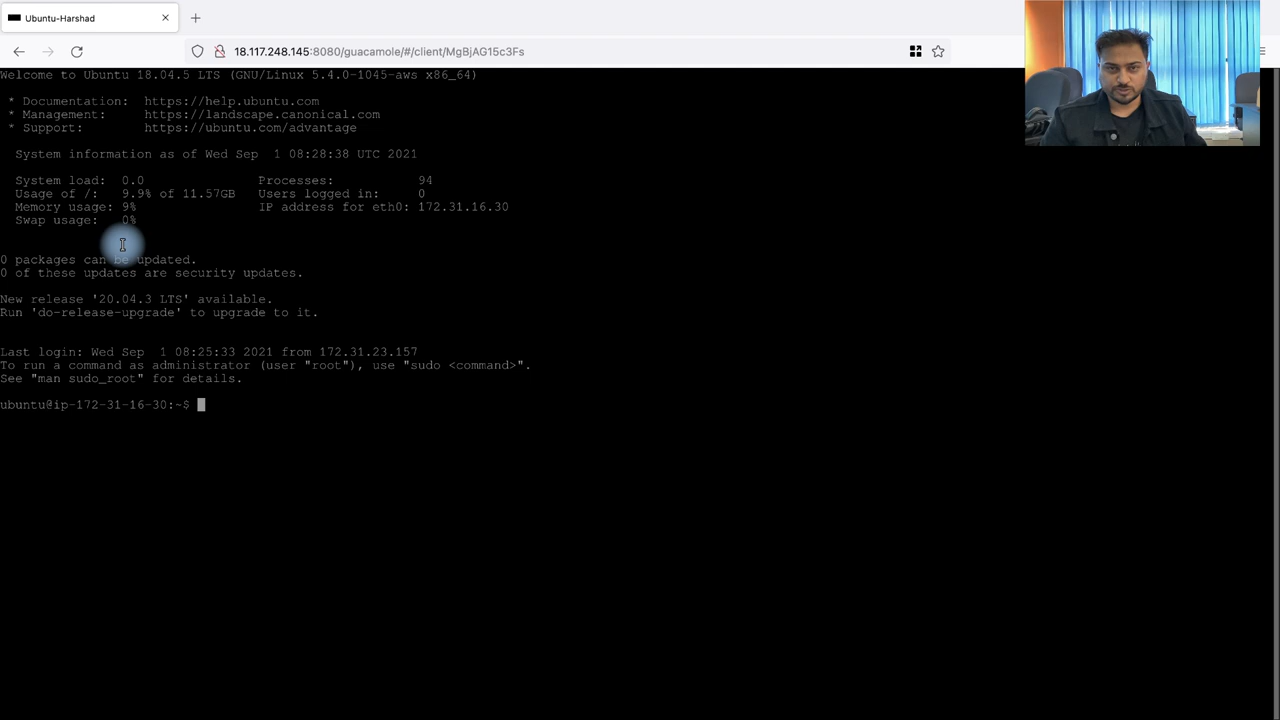 Ubuntu-Harshad
18.117.248.145:8080/guacamole/#/client/MgBjAG15c3Fs
Welcome to Ubuntu 18.04.5 LTS (GNU/Linux 5.4.0-1045-aws x86_64)
* Documentation: https://help.ubuntu.com
* Management: https://landscape.canonical.com
* Support: https://ubuntu.com/advantage
System information as of Wed Sep 1 08:28:38 UTC 2021
System load: 0.0 Processes: 94
Usage of /: 9.9% of 11.57GB Users logged in: 0
Memory usage: 9% IP address for eth0: 172.31.16.30
Swap usage: 0%
0 packages can be updated.
0 of these updates are security updates.
New release '20.04.3 LTS' available.
Run 'do-release-upgrade' to upgrade to it.
Last login: Wed Sep 1 08:25:33 2021 from 172.31.23.157
To run a command as administrator (user "root"), use "sudo <command>".
See "man sudo_root" for details.
ubuntu@ip-172-31-16-30:~$